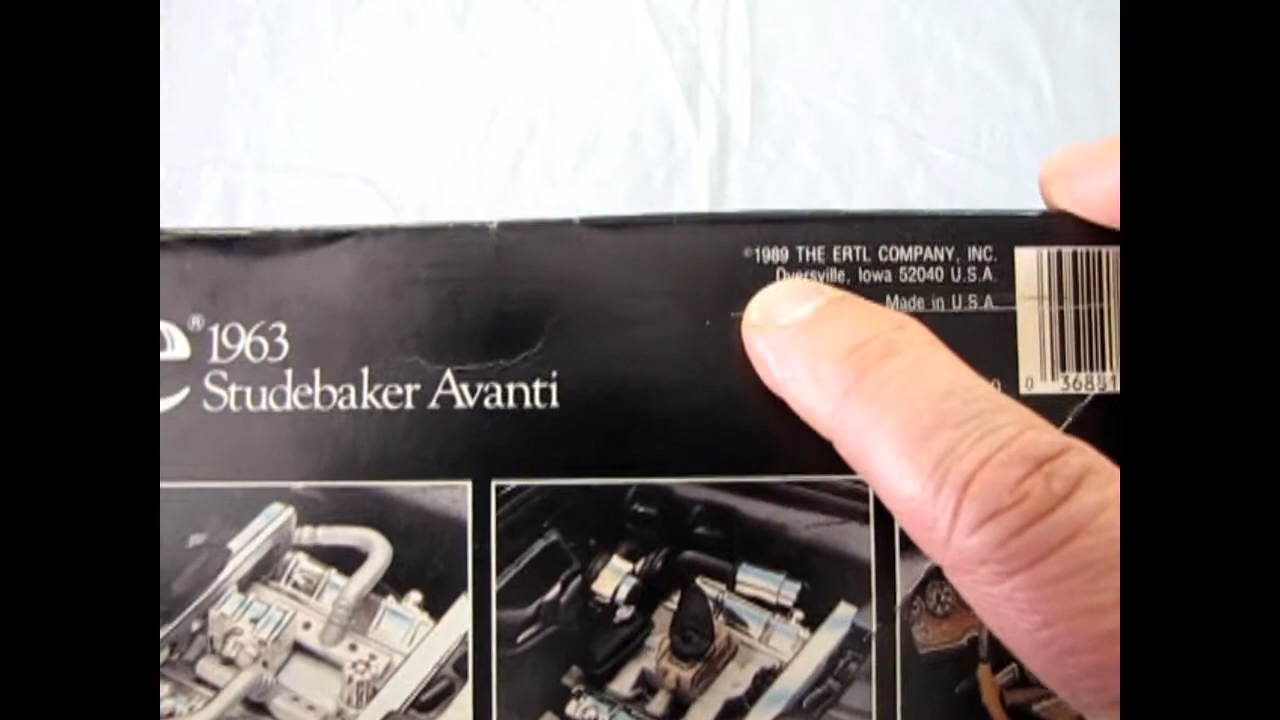 ©1989 THE ERTL COMPANY, INC.
Dyersville, Iowa 52040 U.S.A.
Made in U.S.A.
® 1963
Studebaker Avanti
0 36881